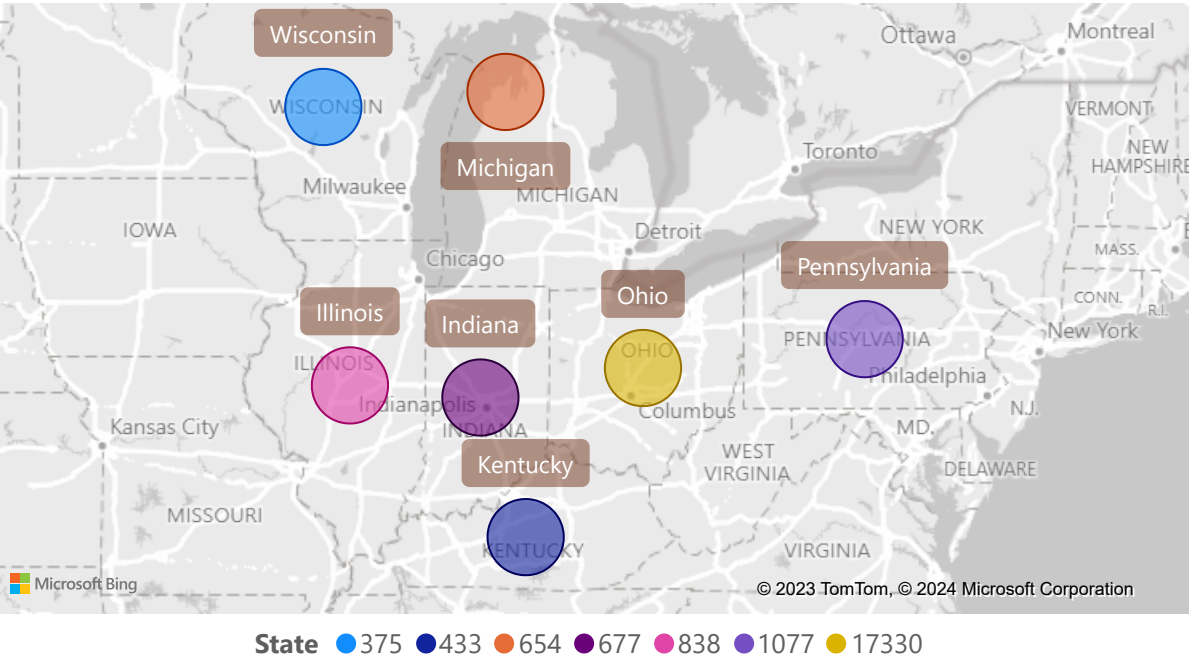 Wisconsin
Ottawa
Montreal
WISCONSIN
VERMONT
Michigan
Toronto
NEW
HAMPSHIRE
Milwaukee
MICHIGAN
IOWA
Detroit
NEW YORK
MASS.
Chicago
Pennsylvania
Ohio
CONN.
R.I.
Illinois
Indiana
New York
PENNSYLVANIA
OHIO
ILLINOIS
Philadelphia
Indianapolis
Columbus
N.J.
Kansas City
INDIANA
MD.
Kentucky
WEST
VIRGINIA
DELAWARE
MISSOURI
KENTUCKY
VIRGINIA
Microsoft Bing
© 2023 TomTom, © 2024 Microsoft Corporation
State 375 433 654 677 838 1077 17330